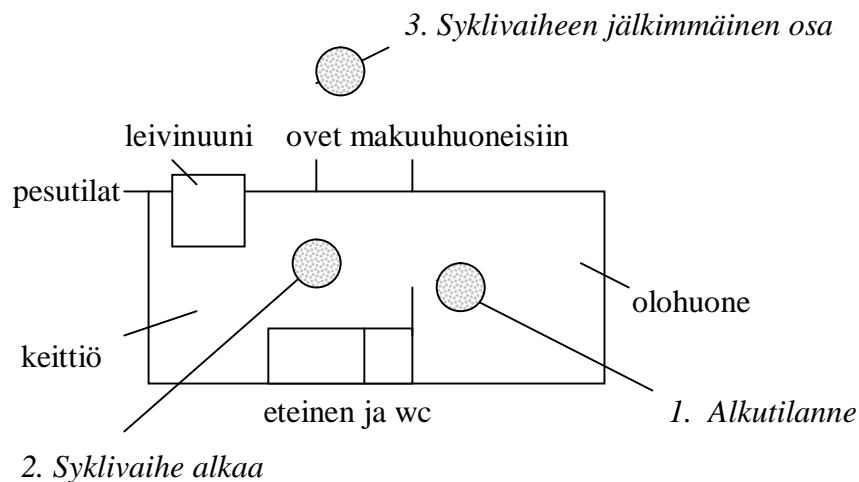 3. Syklivaiheen jälkimmäinen osa
leivinuuni
ovet makuuhuoneisiin
pesutilat
olohuone
keittiö
eteinen ja wc
1. Alkutilanne
2. Syklivaihe alkaa